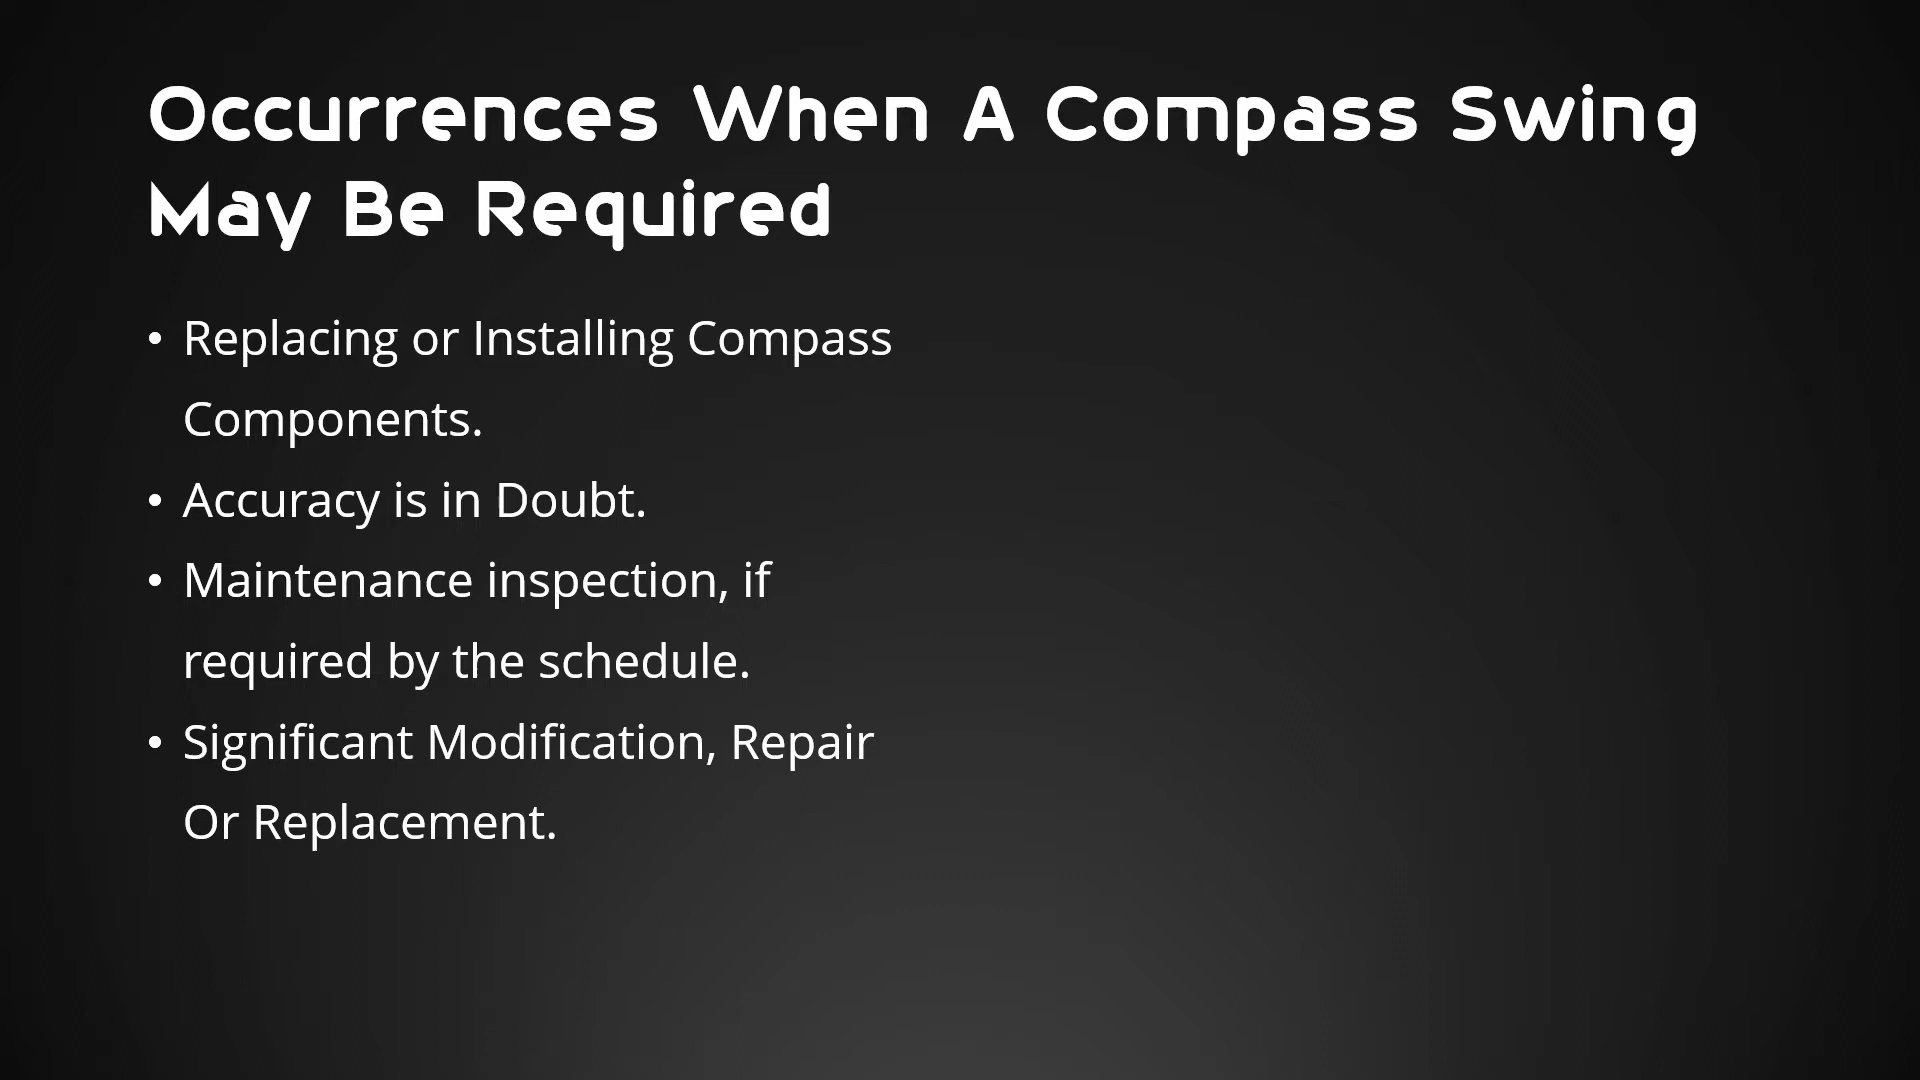 Occurrences When A Compass Swing
May Be Required
• Replacing or Installing Compass
Components.
• Accuracy is in Doubt.
• Maintenance inspection, if
required by the schedule.
• Significant Modification, Repair
Or Replacement.